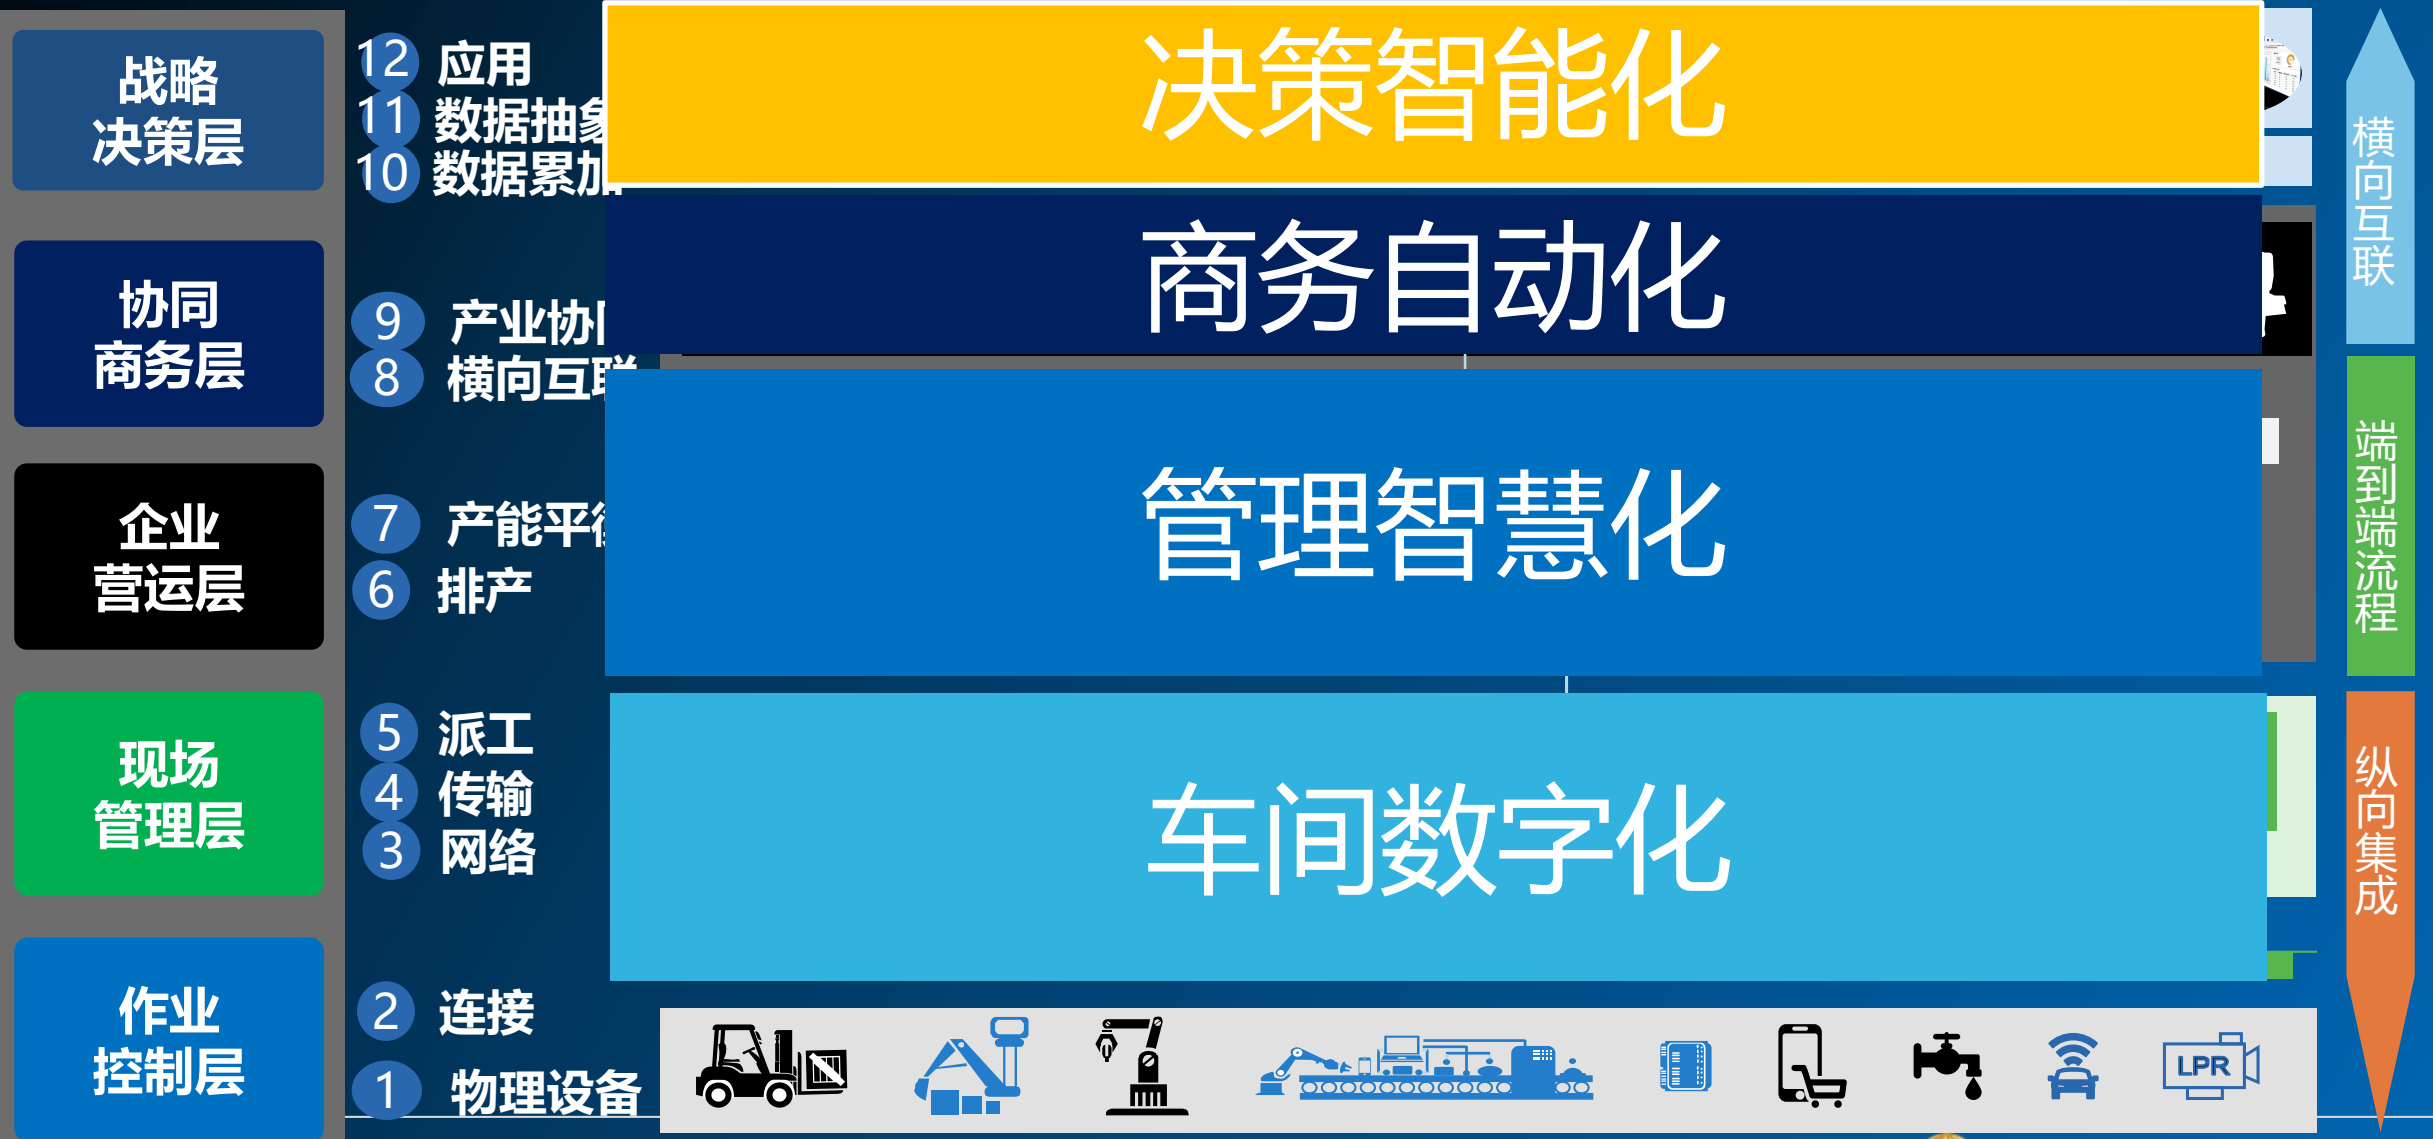 战略
决策层
协同
商务层
企业
营运层
现场
管理层
作业
控制层
12 应用
11 数据抽象
10 数据累加
9 产业协同
8 横向互联
7 产能平衡
6 排产
5 派工
4 传输
3 网络
2 连接
1 物理设备
决策智能化
商务自动化
管理智慧化
车间数字化
LPR
横向互联
端到端流程
纵向集成